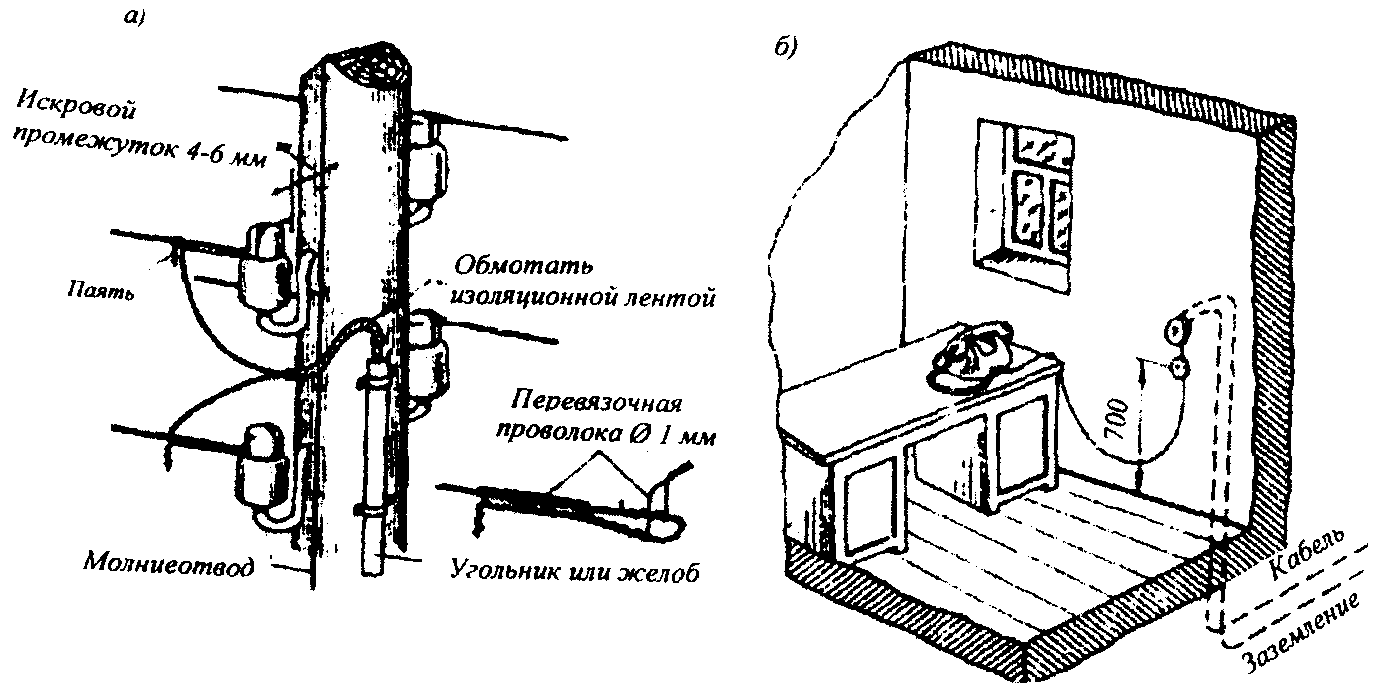 а)
Искровой
промежуток 4-6 мм
Паять
Обмотать
изоляционной лентой
Перевязочная
проволока Ø 1 мм
Молниеотвод
Угольник или желоб
б)
700
Кабель
Заземление